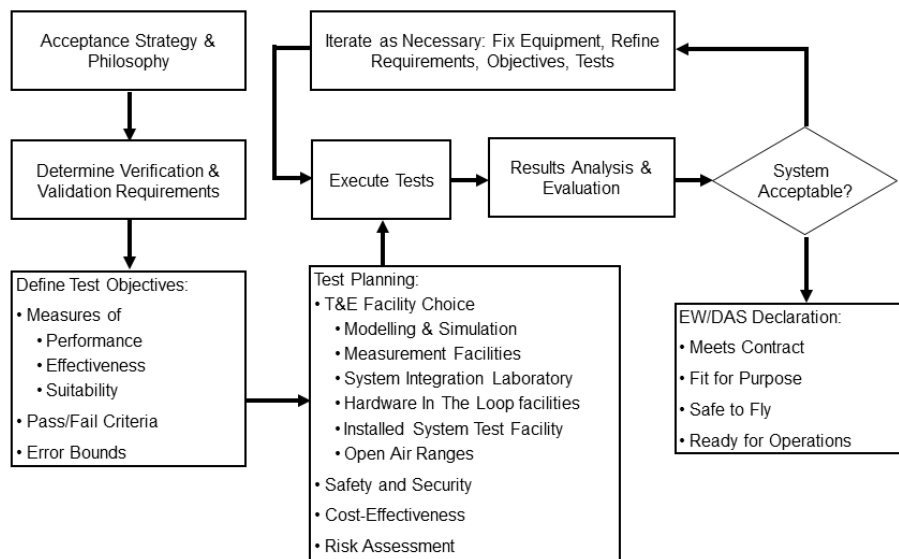 Acceptance Strategy &
Philosophy
Iterate as Necessary: Fix Equipment, Refine
Requirements, Objectives, Tests
Determine Verification &
Validation Requirements
Execute Tests
Results Analysis &
Evaluation
System
Acceptable?
Define Test Objectives:
• Measures of
• Performance
• Effectiveness
• Suitability
• Pass/Fail Criteria
• Error Bounds
Test Planning:
• T&E Facility Choice
• Modelling & Simulation
• Measurement Facilities
• System Integration Laboratory
• Hardware In The Loop facilities
• Installed System Test Facility
• Open Air Ranges
• Safety and Security
• Cost-Effectiveness
• Risk Assessment
EW/DAS Declaration:
• Meets Contract
• Fit for Purpose
• Safe to Fly
• Ready for Operations